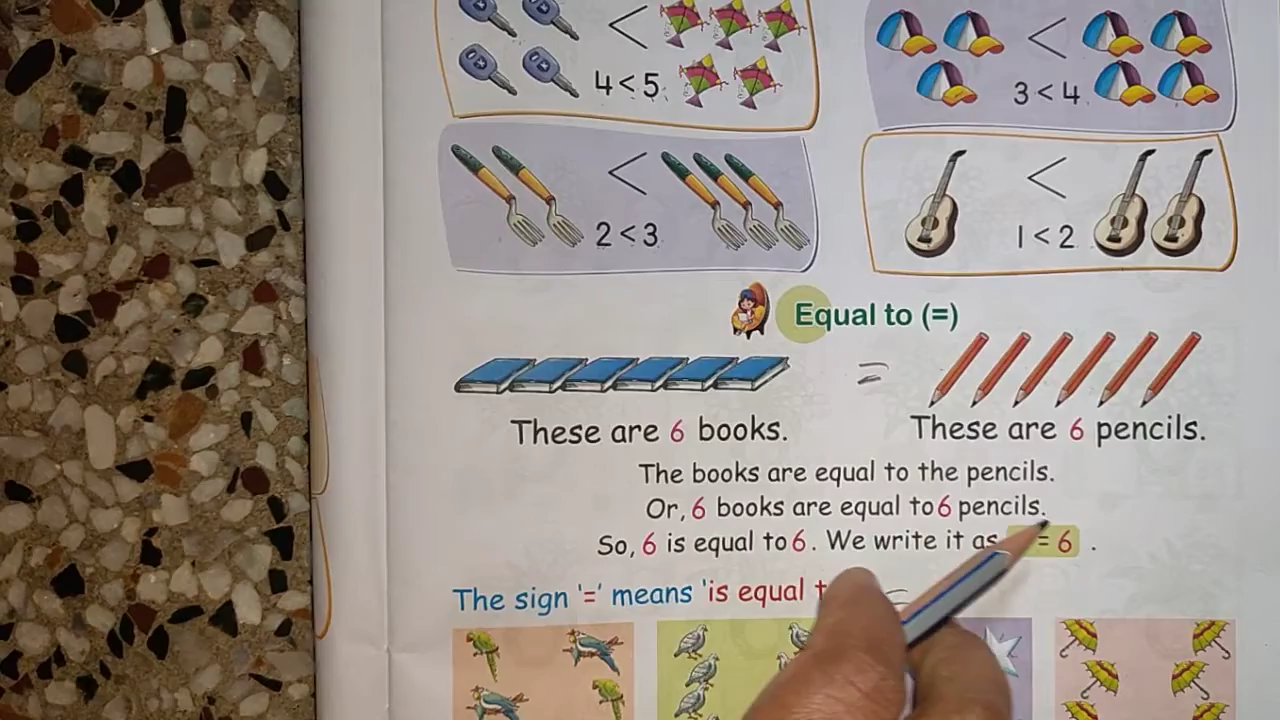 <
4 < 5
<
3 < 4
<
2 < 3
<
1 < 2
Equal to (=)
=
These are 6 books.
These are 6 pencils.
The books are equal to the pencils.
Or, 6 books are equal to 6 pencils.
So, 6 is equal to 6. We write it as = 6 .
The sign '=' means 'is equal